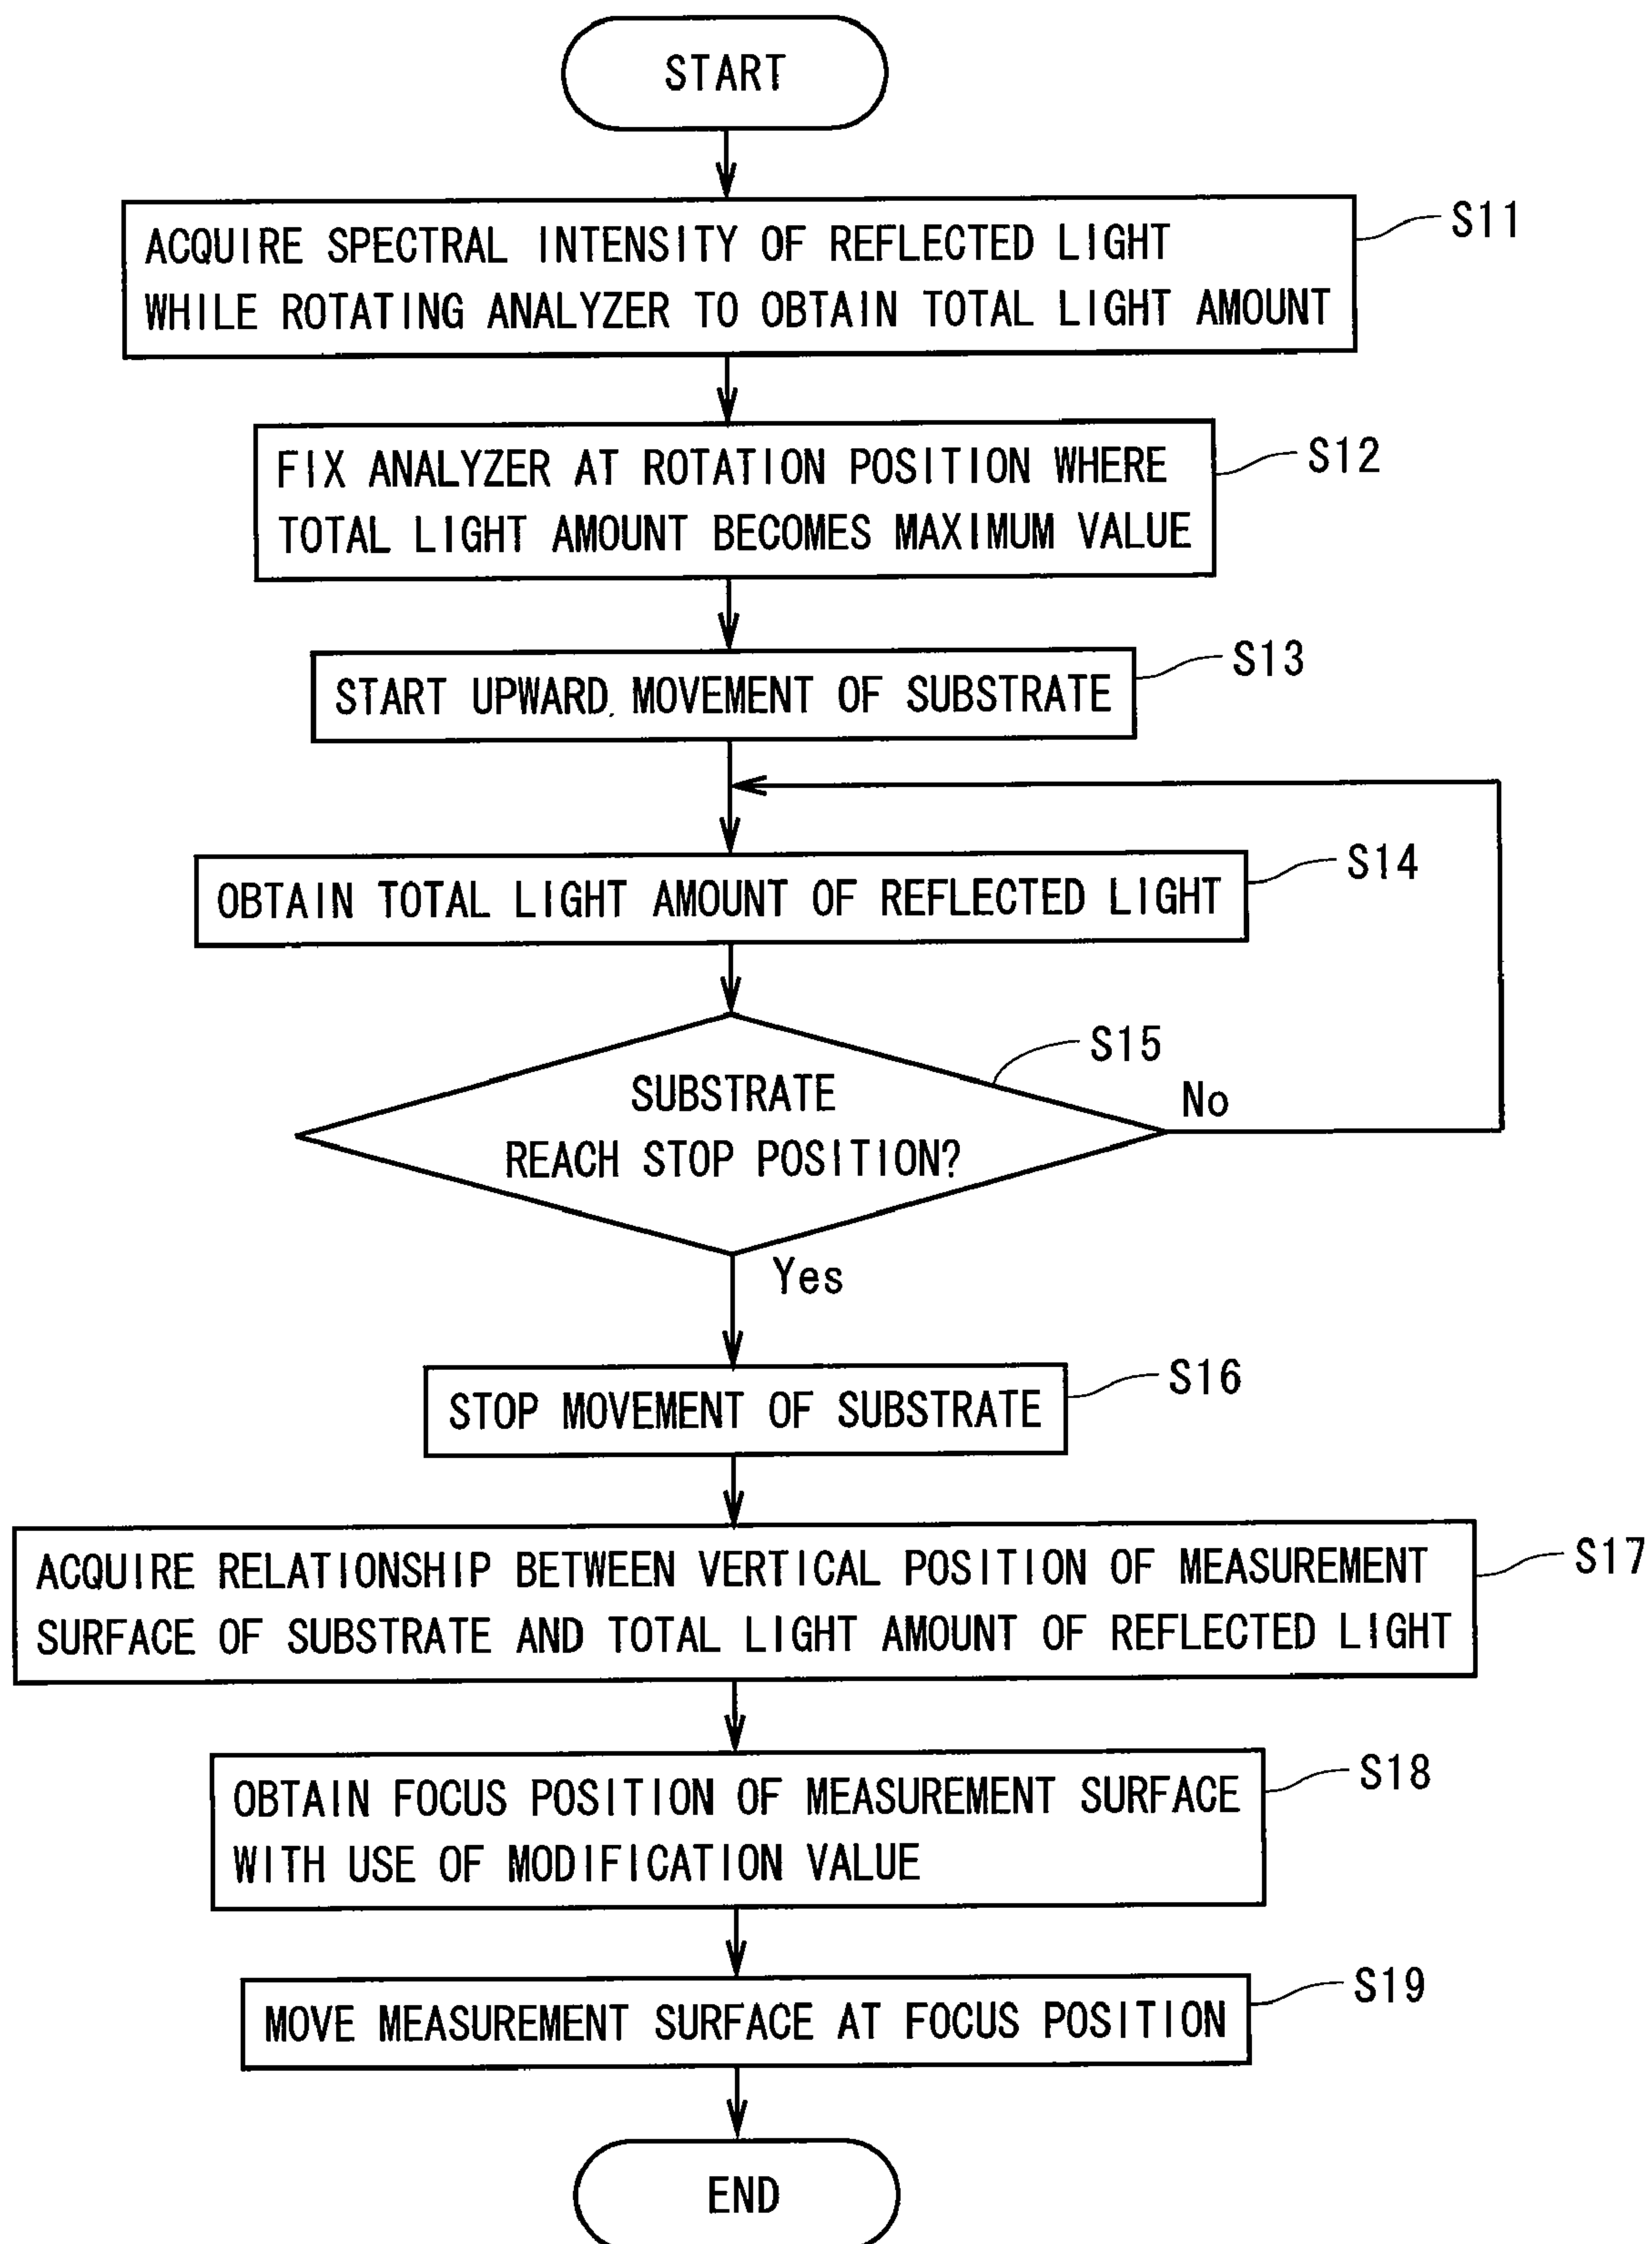 START
ACQUIRE SPECTRAL INTENSITY OF REFLECTED LIGHT
WHILE ROTATING ANALYZER TO OBTAIN TOTAL LIGHT AMOUNT
S11
FIX ANALYZER AT ROTATION POSITION WHERE
TOTAL LIGHT AMOUNT BECOMES MAXIMUM VALUE
S12
START UPWARD MOVEMENT OF SUBSTRATE
S13
OBTAIN TOTAL LIGHT AMOUNT OF REFLECTED LIGHT
S14
SUBSTRATE
REACH STOP POSITION?
S15
No
Yes
STOP MOVEMENT OF SUBSTRATE
S16
ACQUIRE RELATIONSHIP BETWEEN VERTICAL POSITION OF MEASUREMENT
SURFACE OF SUBSTRATE AND TOTAL LIGHT AMOUNT OF REFLECTED LIGHT
S17
OBTAIN FOCUS POSITION OF MEASUREMENT SURFACE
WITH USE OF MODIFICATION VALUE
S18
MOVE MEASUREMENT SURFACE AT FOCUS POSITION
S19
END